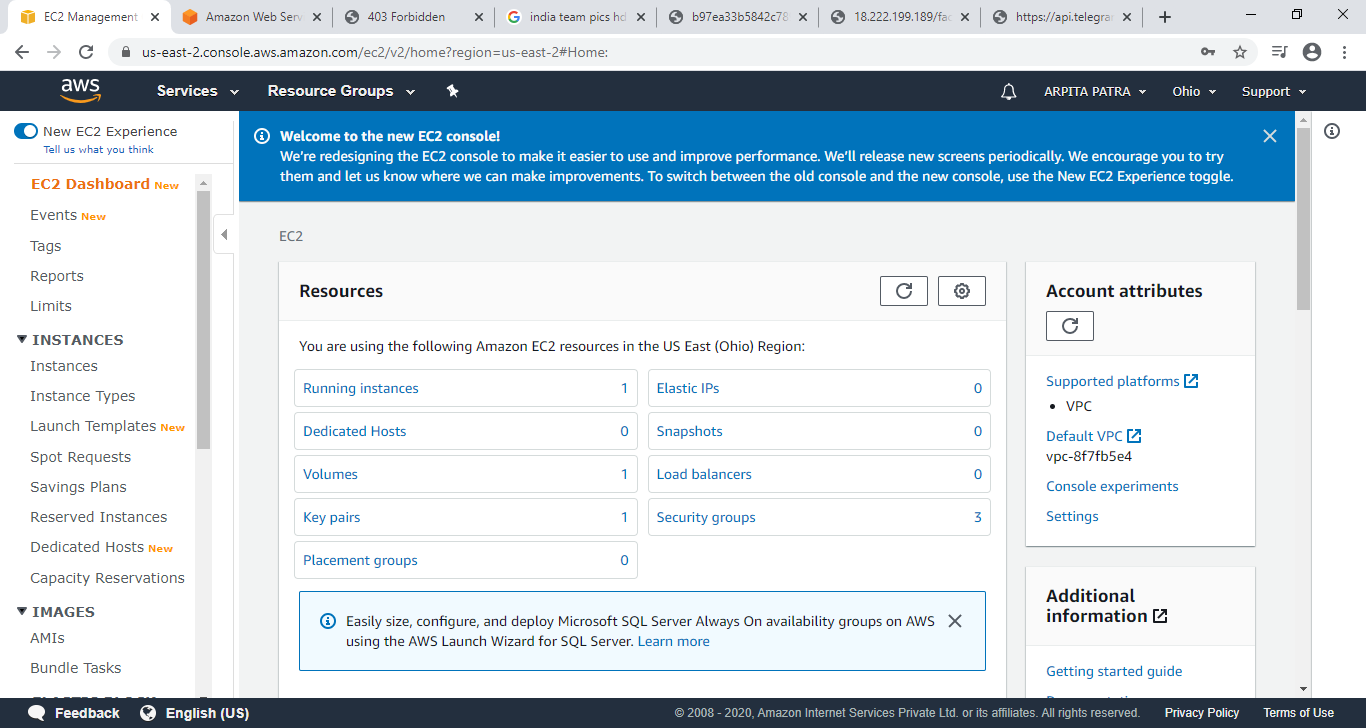 EC2 Management
Amazon Web Serv
403 Forbidden
india team pics hd
b97ea33b5842c78
18.222.199.189/fac
https://api.telegra
us-east-2.console.aws.amazon.com/ec2/v2/home?region=us-east-2#Home:
aws
Services
Resource Groups
ARPITA PATRA
Ohio
Support
New EC2 Experience
Tell us what you think
EC2 Dashboard New
Events New
Tags
Reports
Limits
INSTANCES
Instances
Instance Types
Launch Templates New
Spot Requests
Savings Plans
Reserved Instances
Dedicated Hosts New
Capacity Reservations
IMAGES
AMIs
Bundle Tasks
Welcome to the new EC2 console!
We're redesigning the EC2 console to make it easier to use and improve performance. We'll release new screens periodically. We encourage you to try
them and let us know where we can make improvements. To switch between the old console and the new console, use the New EC2 Experience toggle.
EC2
Resources
You are using the following Amazon EC2 resources in the US East (Ohio) Region:
Running instances 1
Elastic IPs 0
Dedicated Hosts 0
Snapshots 0
Volumes 1
Load balancers 0
Key pairs 1
Security groups 3
Placement groups 0
Easily size, configure, and deploy Microsoft SQL Server Always On availability groups on AWS
using the AWS Launch Wizard for SQL Server. Learn more
Account attributes
Supported platforms
• VPC
Default VPC
vpc-8f7fb5e4
Console experiments
Settings
Additional
information
Getting started guide
Feedback
English (US)
© 2008 - 2020, Amazon Internet Services Private Ltd. or its affiliates. All rights reserved.
Privacy Policy
Terms of Use